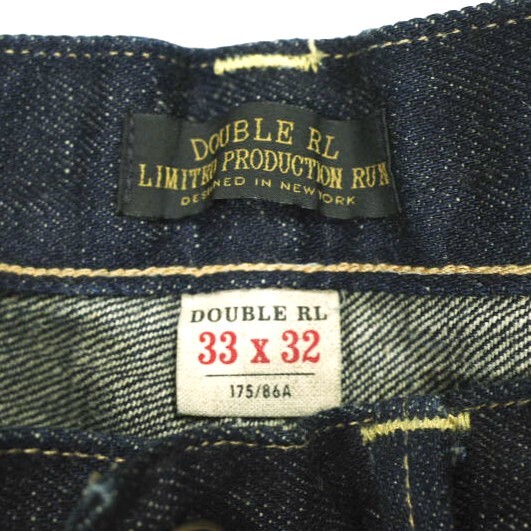 DOUBLE RL
LIMITED PRODUCTION RUN
DESIGNED IN NEW YORK
DOUBLE RL
33 x 32
175/86A